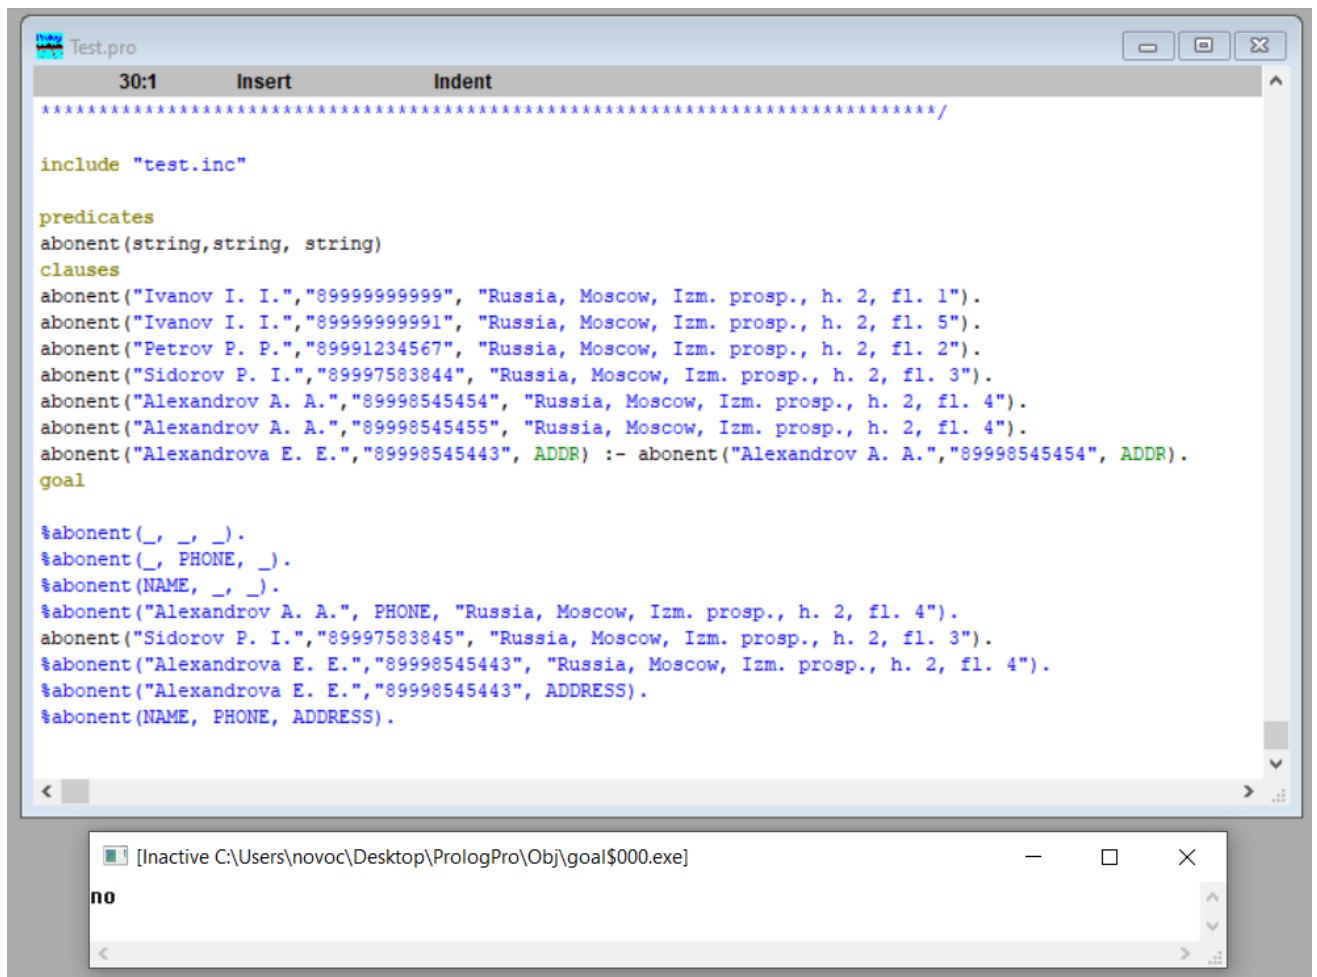 Test.pro
30:1 Insert Indent
******************************************************************************/
include "test.inc"
predicates
abonent(string,string, string)
clauses
abonent("Ivanov I. I.","89999999999", "Russia, Moscow, Izm. prosp., h. 2, fl. 1").
abonent("Ivanov I. I.","89999999991", "Russia, Moscow, Izm. prosp., h. 2, fl. 5").
abonent("Petrov P. P.","89991234567", "Russia, Moscow, Izm. prosp., h. 2, fl. 2").
abonent("Sidorov P. I.","89997583844", "Russia, Moscow, Izm. prosp., h. 2, fl. 3").
abonent("Alexandrov A. A.","89998545454", "Russia, Moscow, Izm. prosp., h. 2, fl. 4").
abonent("Alexandrov A. A.","89998545455", "Russia, Moscow, Izm. prosp., h. 2, fl. 4").
abonent("Alexandrova E. E.","89998545443", ADDR) :- abonent("Alexandrov A. A.","89998545454", ADDR).
goal
%abonent(_, _, _).
%abonent(_, PHONE, _).
%abonent(NAME, _, _).
%abonent("Alexandrov A. A.", PHONE, "Russia, Moscow, Izm. prosp., h. 2, fl. 4").
abonent("Sidorov P. I.","89997583845", "Russia, Moscow, Izm. prosp., h. 2, fl. 3").
%abonent("Alexandrova E. E.","89998545443", "Russia, Moscow, Izm. prosp., h. 2, fl. 4").
%abonent("Alexandrova E. E.","89998545443", ADDRESS).
%abonent(NAME, PHONE, ADDRESS).
[Inactive C:\Users\novoc\Desktop\PrologPro\Obj\goal$000.exe]
no